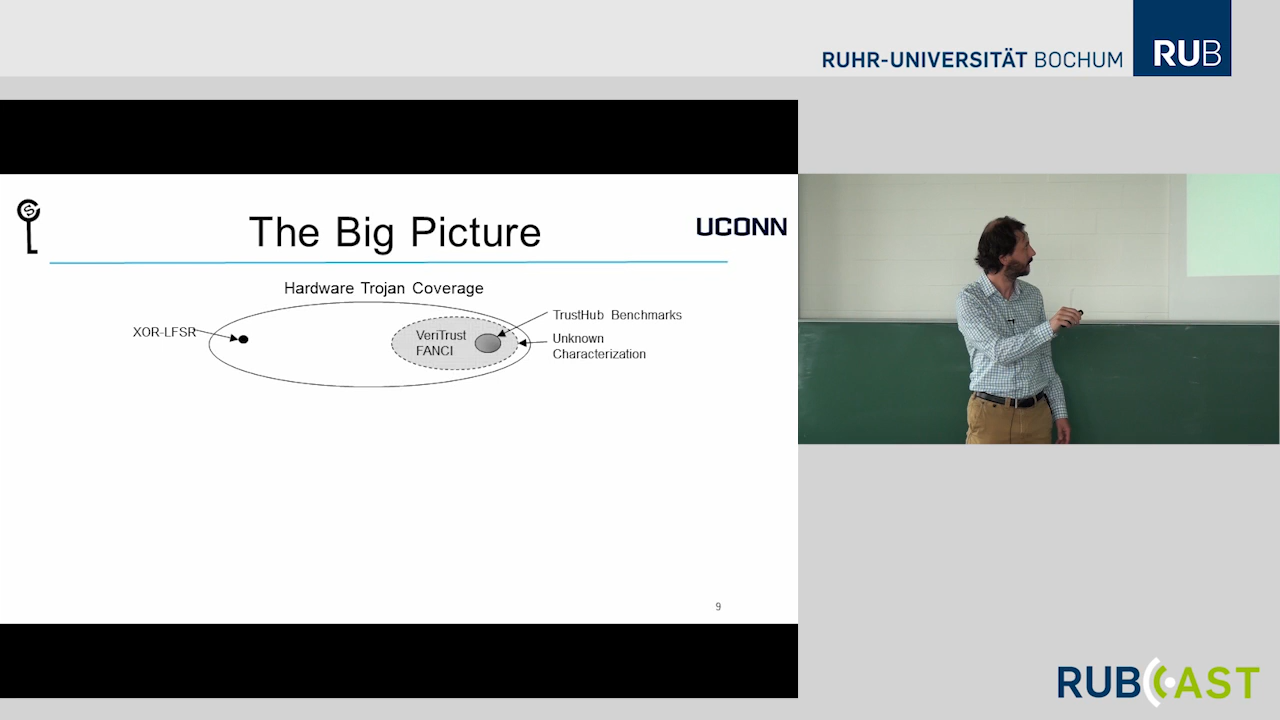 RUHR-UNIVERSITÄT BOCHUM
RUB
S
The Big Picture
UCONN
Hardware Trojan Coverage
XOR-LFSR
VeriTrust
FANCI
TrustHub Benchmarks
Unknown
Characterization
9
RUBCAST